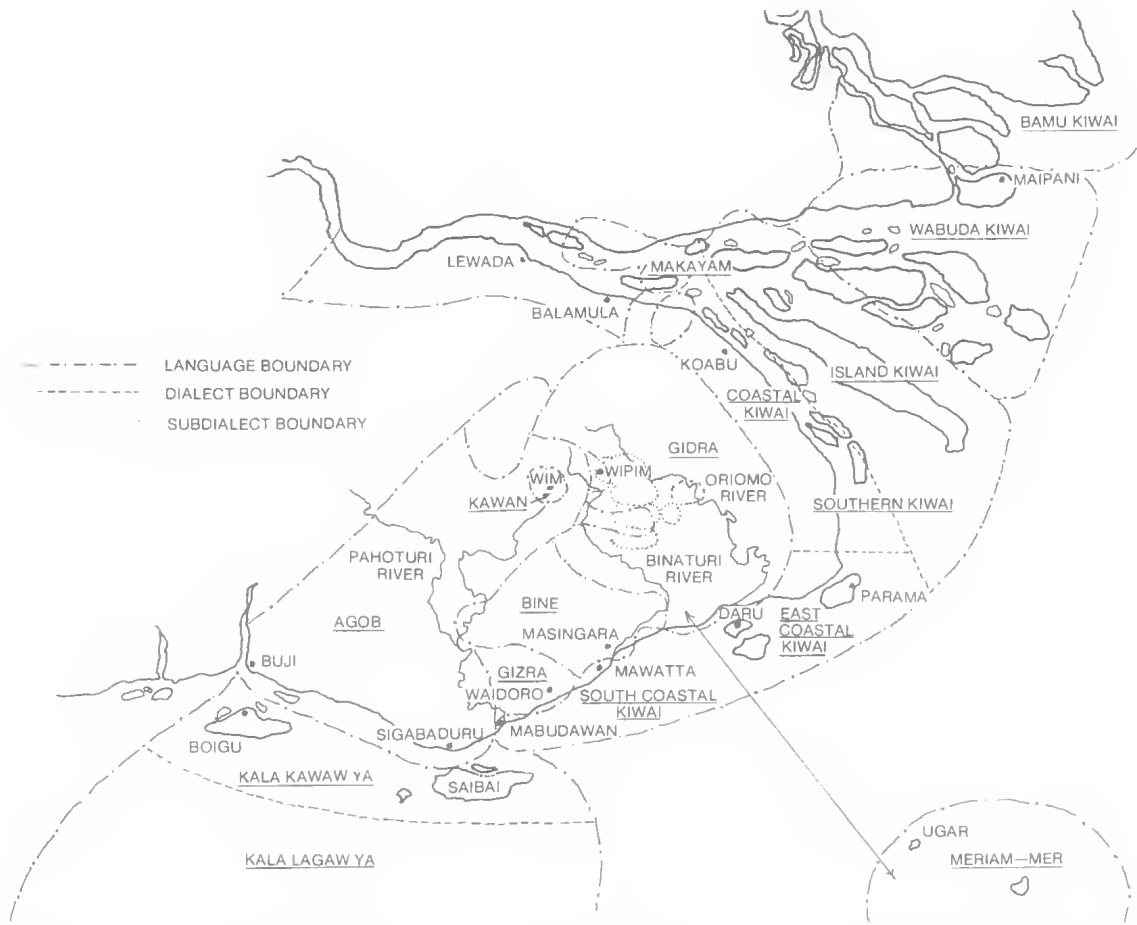 BAMU KIWAI
MAIPANI
WABUDA KIWAI
LEWADA
MAKAYAM
BALAMULA
LANGUAGE BOUNDARY
DIALECT BOUNDARY
SUBDIALECT BOUNDARY
KOABU
ISLAND KIWAI
COASTAL
KIWAI
GIDRA
WIM
WIPIM
KAWAN
ORIOMO
RIVER
SOUTHERN KIWAI
PAHOTURI
RIVER
BINATURI
RIVER
BINE
AGOB
PARAMA
DARU
EAST
COASTAL
KIWAI
MASINGARA
BUJI
GIZRA
MAWATTA
WAIDORO
SOUTH COASTAL
KIWAI
SIGABADURU
MABUDAWAN
BOIGU
KALA KAWAW YA
SAIBAI
KALA LAGAW YA
UGAR
MERIAM—MER